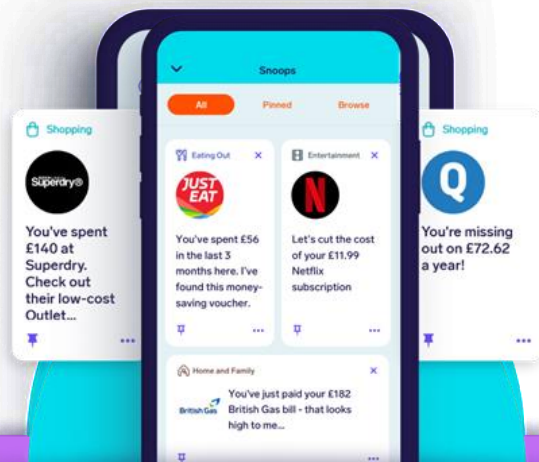 Snoops
All
Pinned
Browse
Shopping
Superdry®
You've spent
£140 at
Superdry.
Check out
their low-cost
Outlet...
Eating Out
JUST
EAT
You've spent £56
in the last 3
months here. I've
found this money-
saving voucher.
Entertainment
N
Let's cut the cost
of your £11.99
Netflix
subscription
Shopping
Q
You're missing
out on £72.62
a year!
Home and Family
British Gas
You've just paid your £182
British Gas bill - that looks
high to me...